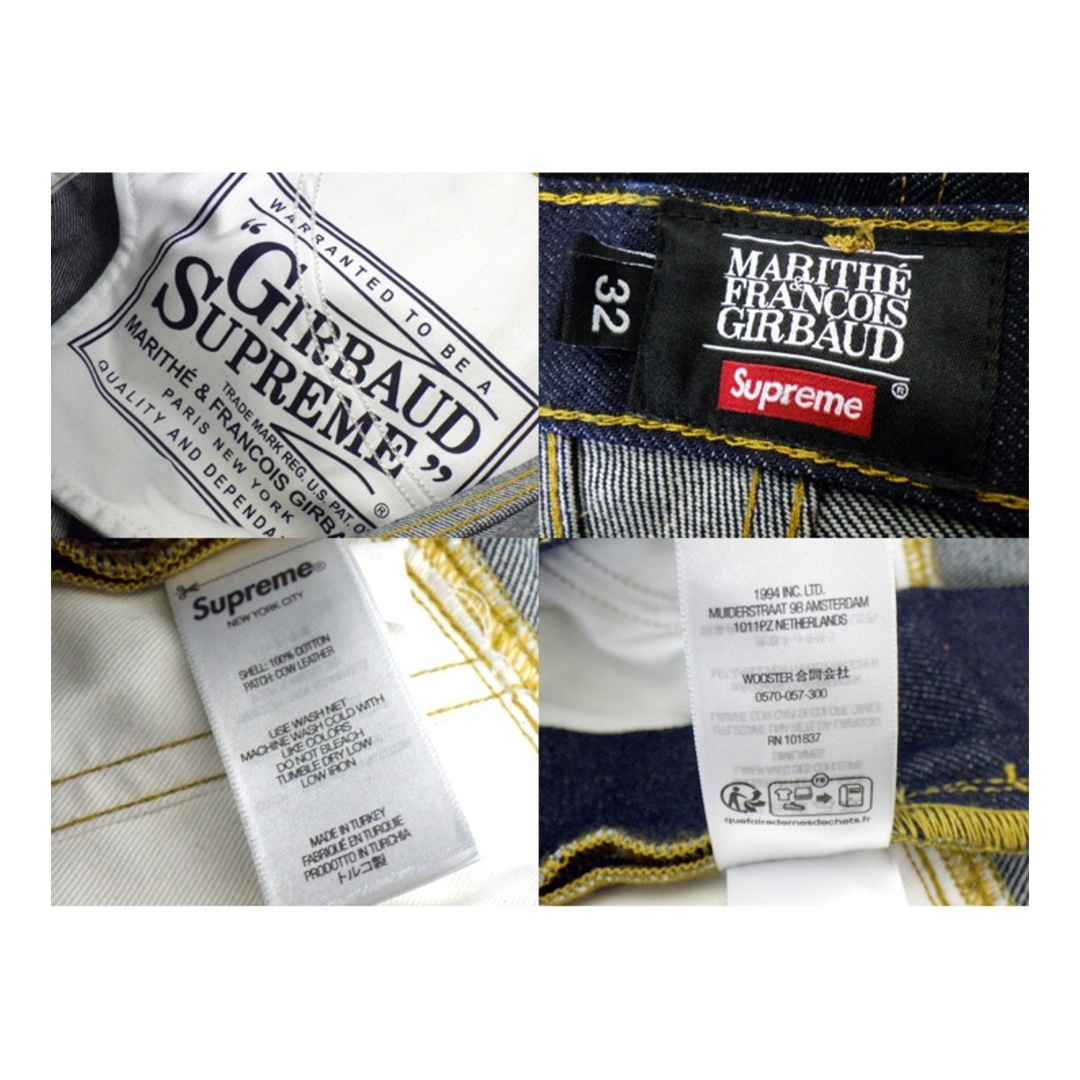 WARRANTED TO BE A
"GIRBAUD
SUPREME"
®
TRADE MARK REG. U.S. PAT. O
MARITHÉ & FRANCOIS GIRBA
PARIS NEW YORK
QUALITY AND DEPENDA
32
MARITHÉ
&
FRANCOIS
GIRBAUD
®
Supreme
Supreme®
NEW YORK CITY
SHELL: 100% COTTON
PATCH: COW LEATHER
USE WASH NET
MACHINE WASH COLD WITH
LIKE COLORS
DO NOT BLEACH
TUMBLE DRY LOW
LOW IRON
MADE IN TURKEY
FABRIQUÉ EN TURQUIE
PRODOTTO IN TURCHIA
トルコ製
1994 INC. LTD.
MUIDERSTRAAT 9B AMSTERDAM
1011PZ NETHERLANDS
WOOSTER 合同会社
0570-057-300
RN 101837
FR
quefairedemesdechets.fr